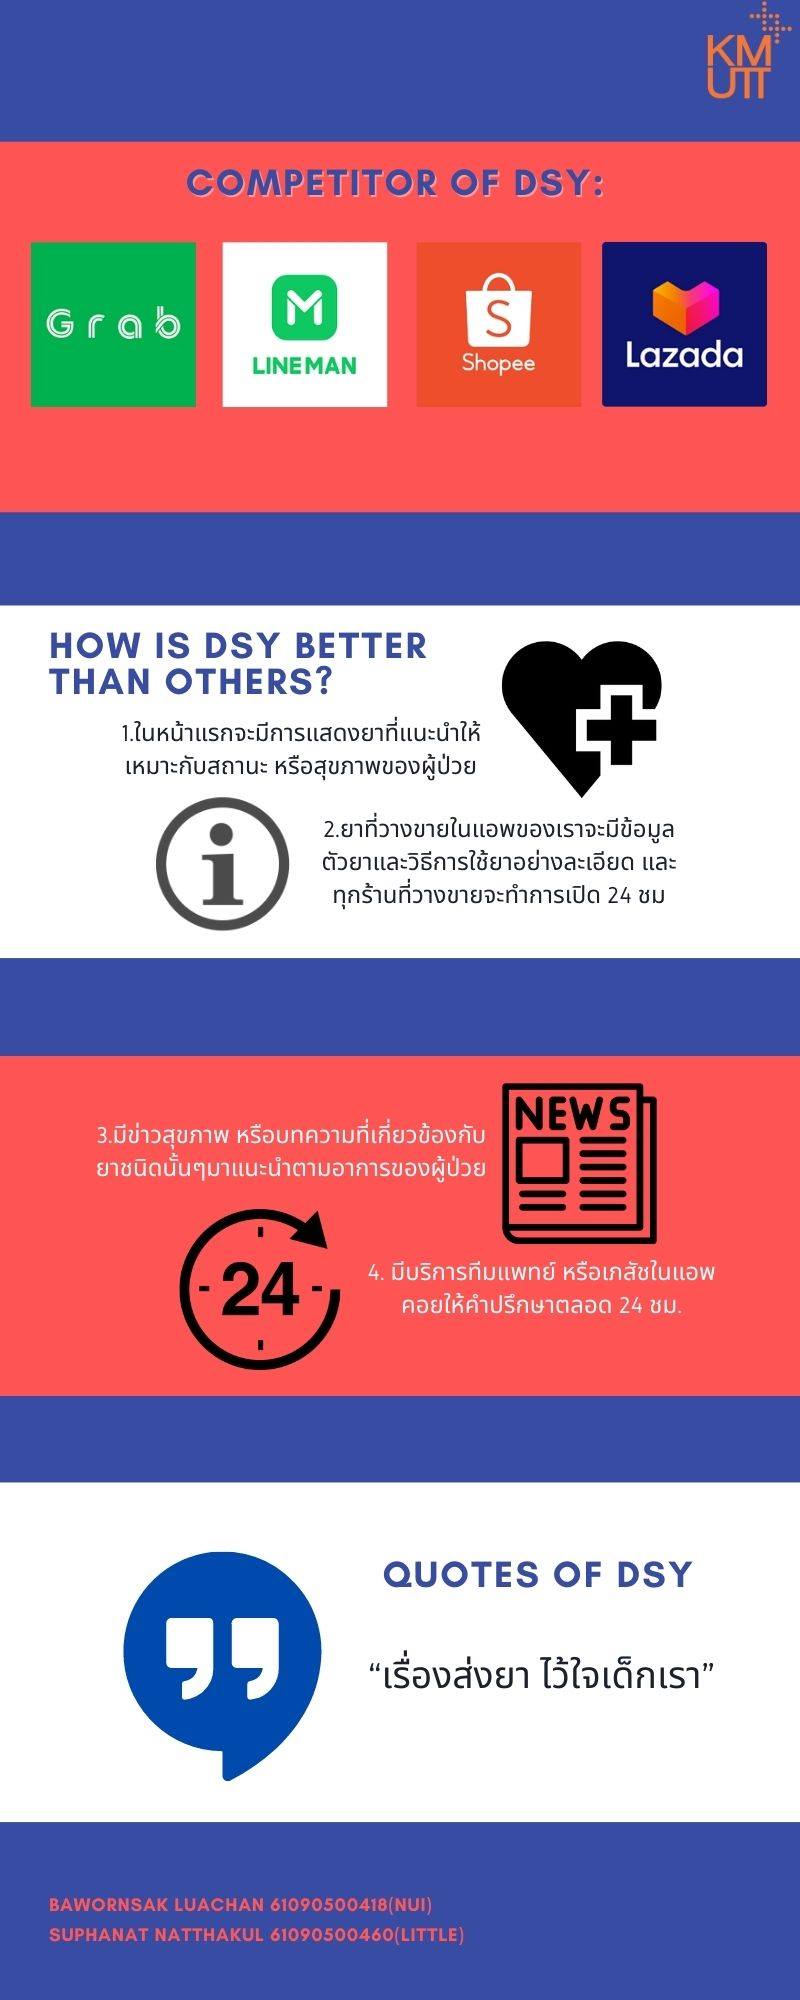 KM
UTT
COMPETITOR OF DSY:
Grab
LINE MAN
Shopee
Lazada
HOW IS DSY BETTER
THAN OTHERS?
1.ในหน้าแรกจะมีการแสดงยาที่แนะนำให้
เหมาะกับสถานะ หรือสุขภาพของผู้ป่วย
2.ยาที่วางขายในแอพของเราจะมีข้อมูล
ตัวยาและวิธีการใช้ยาอย่างละเอียด และ
ทุกร้านที่วางขายจะทำการเปิด 24 ชม
NEWS
3.มีข่าวสุขภาพ หรือบทความที่เกี่ยวข้องกับ
ยาชนิดนั้นๆมาแนะนำตามอาการของผู้ป่วย
24
4. มีบริการทีมแพทย์ หรือเภสัชในแอพ
คอยให้คำปรึกษาตลอด 24 ชม.
QUOTES OF DSY
“เรื่องส่งยา ไว้ใจเด็กเรา”
BAWORNSAK LUACHAN 61090500418(NUI)
SUPHANAT NATTHAKUL 61090500460(LITTLE)